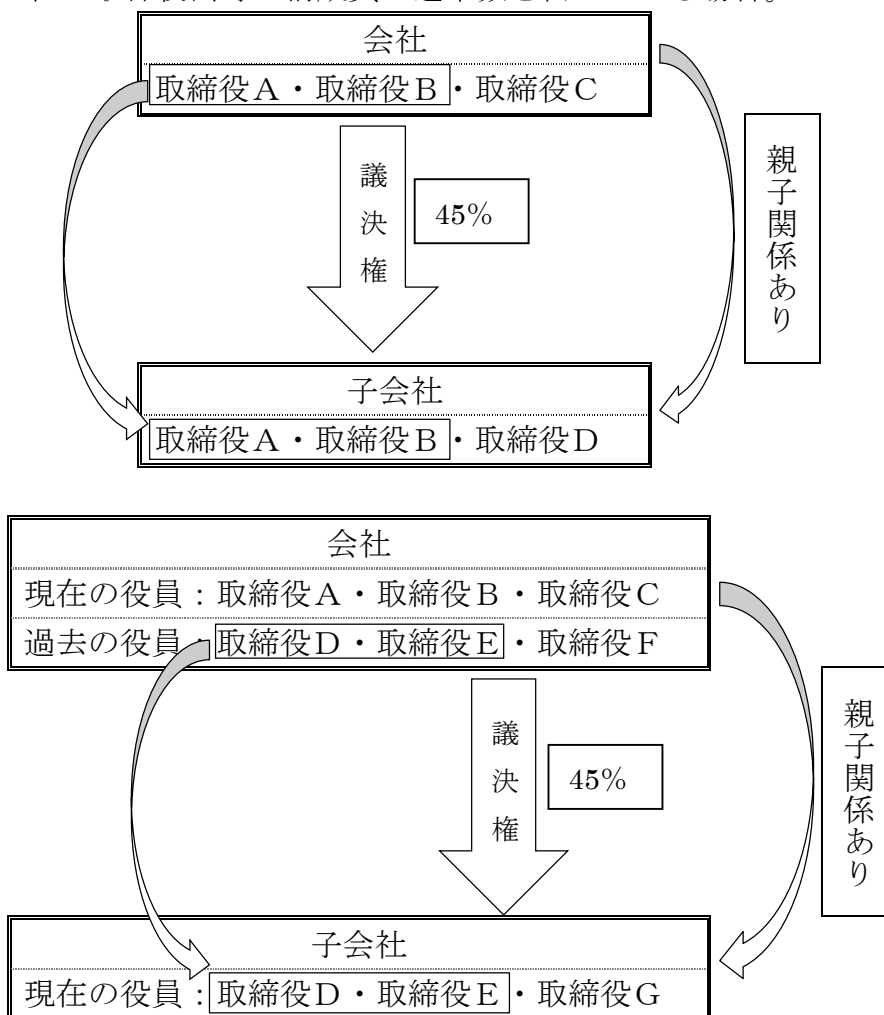 会社
取締役A・取締役B・取締役C
議決権
45%
親子関係あり
子会社
取締役A・取締役B・取締役D
会社
現在の役員：取締役A・取締役B・取締役C
過去の役員：取締役D・取締役E・取締役F
議決権
45%
親子関係あり
子会社
現在の役員：取締役D・取締役E・取締役G